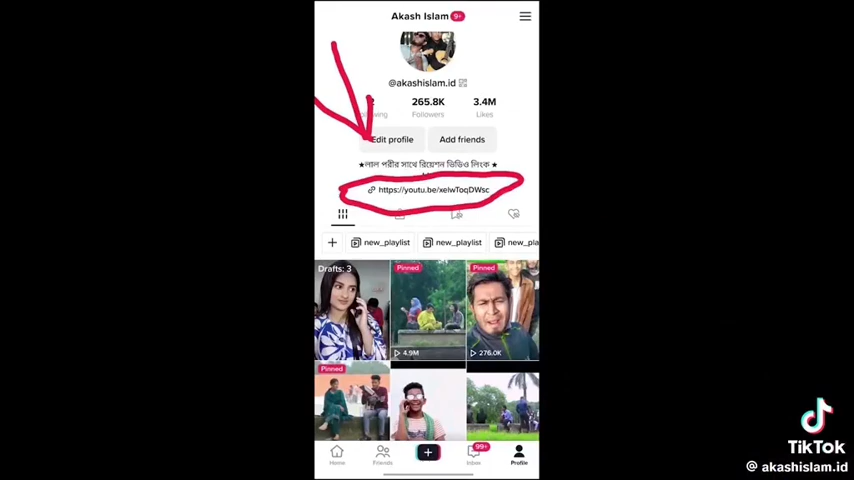 Akash Islam 9+
@akashislam.id
265.8K 3.4M
Followers Likes
Edit profile Add friends
★লাল পরীর সাথে রিয়েশন ভিডিও লিংক ★
https://youtu.be/xelwToqDWsc
new_playlist new_playlist new_pla
Drafts: 3 Pinned Pinned
4.9M 276.0K
Pinned
99+
Home Friends Inbox Profile
TikTok
@ akashislam.id